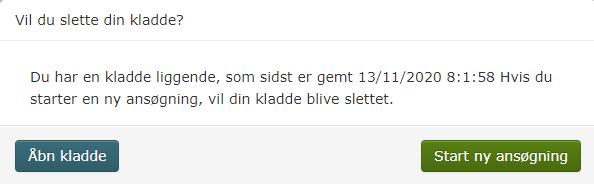 Vil du slette din kladde?
Du har en kladde liggende, som sidst er gemt 13/11/2020 8:1:58 Hvis du
starter en ny ansøgning, vil din kladde blive slettet.
Åbn kladde
Start ny ansøgning